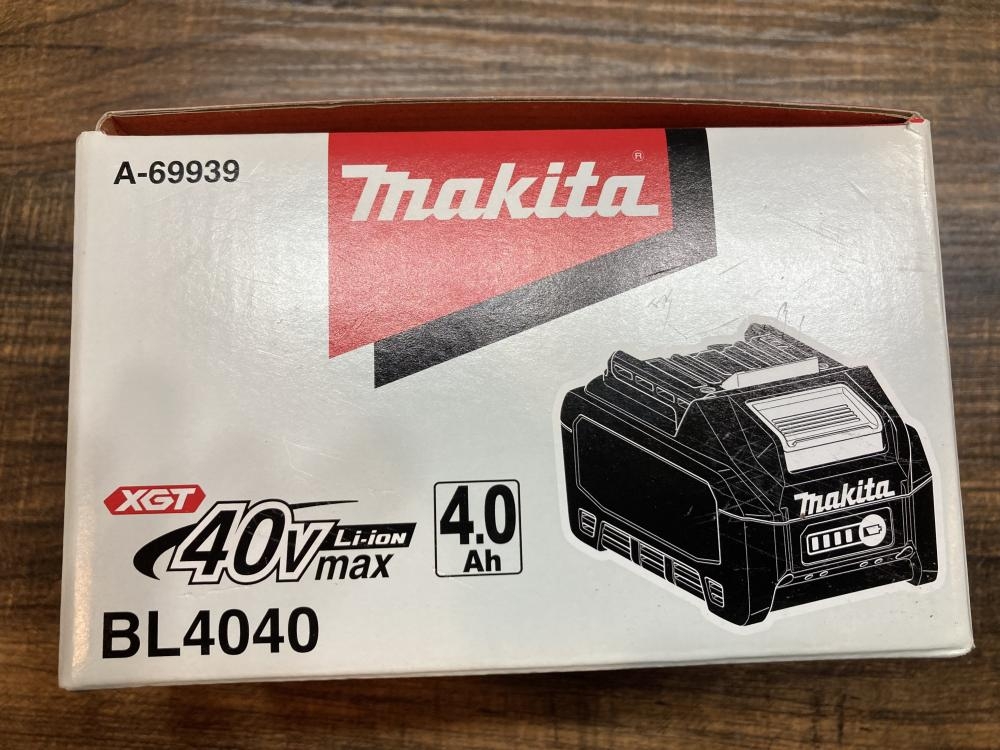 A-69939
makita®
XGT
40Vmax Li-ion
4.0
Ah
BL4040
makita